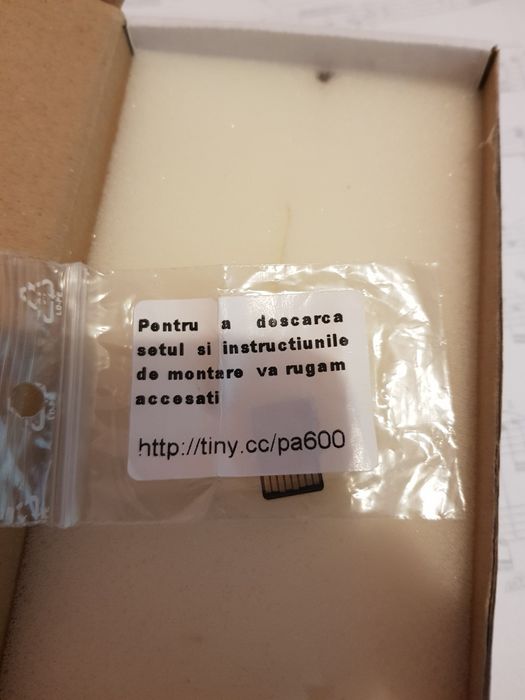 Pentru a descarca
setul si instructiunile
de montare va rugam
accesati
http://tiny.cc/pa600